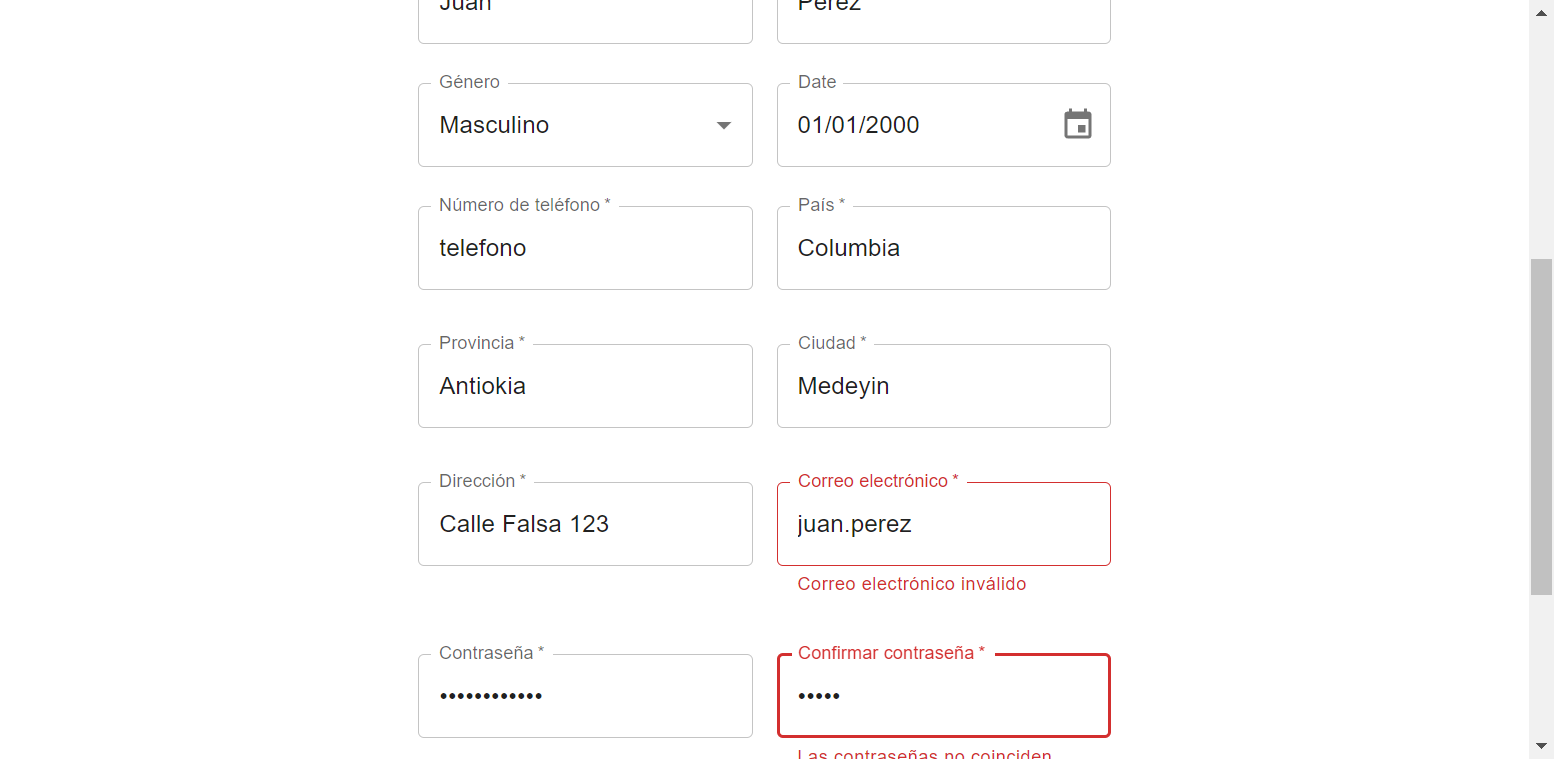 Juan
Perez
Género
Masculino
Date
01/01/2000
Número de teléfono *
telefono
País *
Columbia
Provincia *
Antiokia
Ciudad *
Medeyin
Dirección *
Calle Falsa 123
Correo electrónico *
juan.perez
Correo electrónico inválido
Contraseña *
••••••••••••
Confirmar contraseña *
•••••
Las contraseñas no coinciden